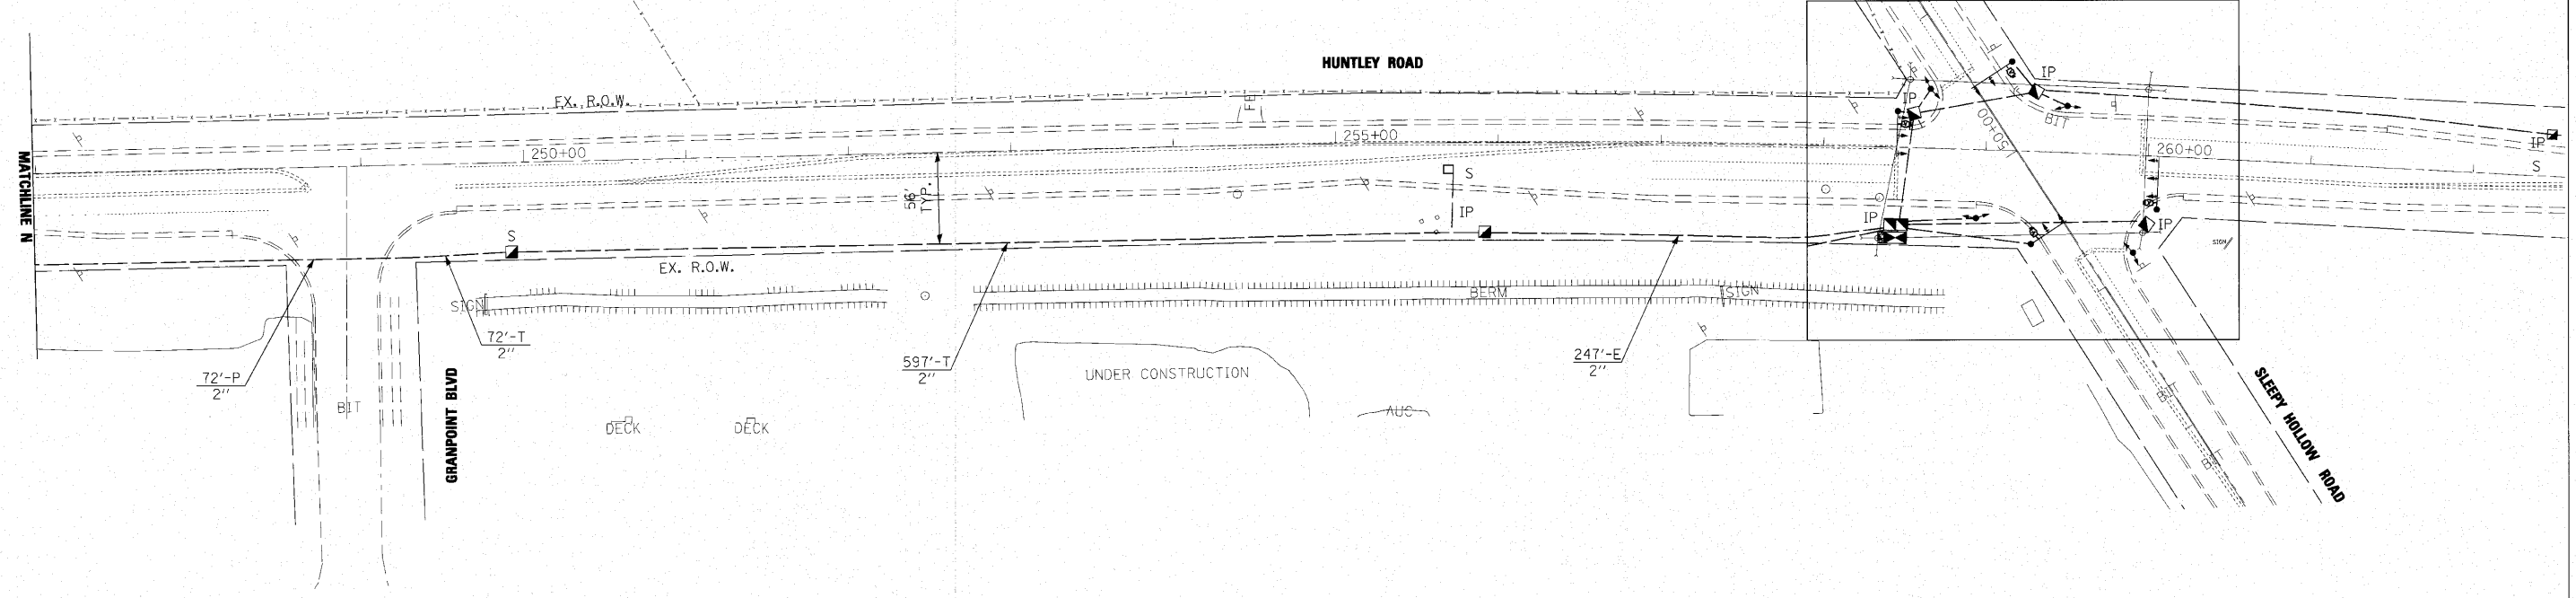 HUNTLEY ROAD
EX. R.O.W.
FE
IP
IP
150+00
BIT
IP
S
250+00
255+00
260+00
MATCHLINE N
56'
TYP.
S
IP
S
IP
IP
SIGN
EX. R.O.W.
SIGN
BERM
SIGN
72'-P
2''
72'-T
2''
597'-T
2''
247'-E
2''
UNDER CONSTRUCTION
BIT
GRANPOINT BLVD
DECK
DECK
AUC
SLEEPY HOLLOW ROAD